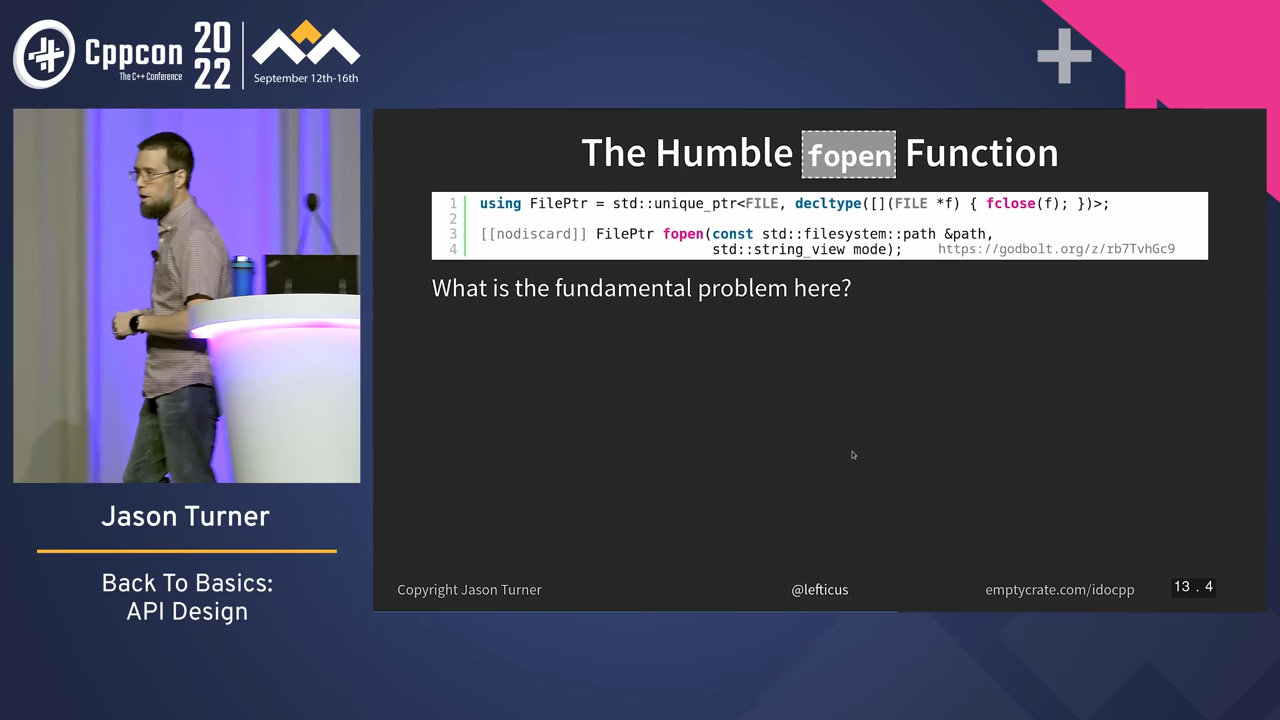 Cppcon
The C++ Conference
20
22
September 12th-16th
The Humble fopen Function
1 using FilePtr = std::unique_ptr<FILE, decltype([](FILE *f) { fclose(f); })>;
2
3 [[nodiscard]] FilePtr fopen(const std::filesystem::path &path,
4 std::string_view mode); https://godbolt.org/z/rb7TvhGc9
What is the fundamental problem here?
Copyright Jason Turner
@lefticus
emptycrate.com/idocpp
13 . 4
Jason Turner
Back To Basics:
API Design